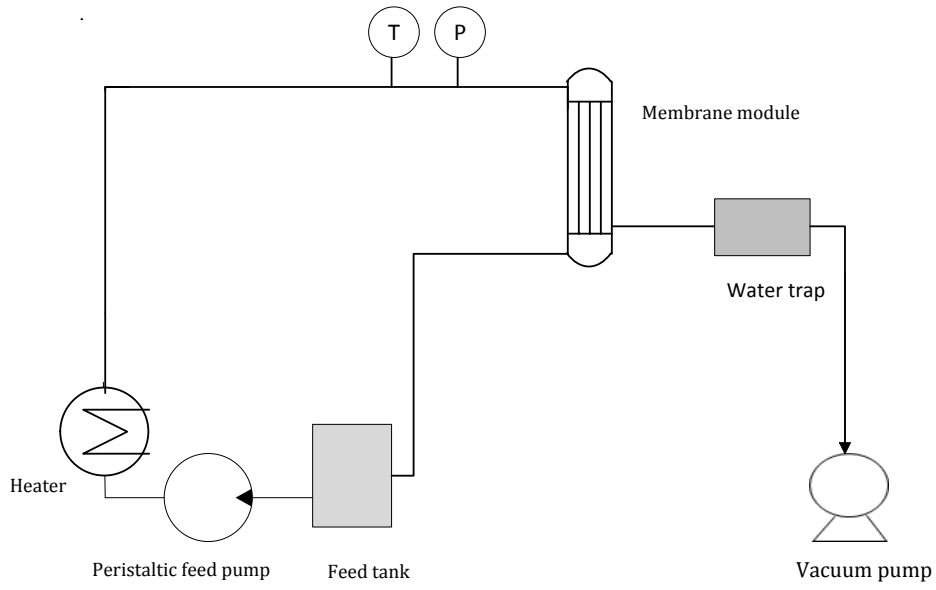 T P
Membrane module
Water trap
Heater
Peristaltic feed pump
Feed tank
Vacuum pump